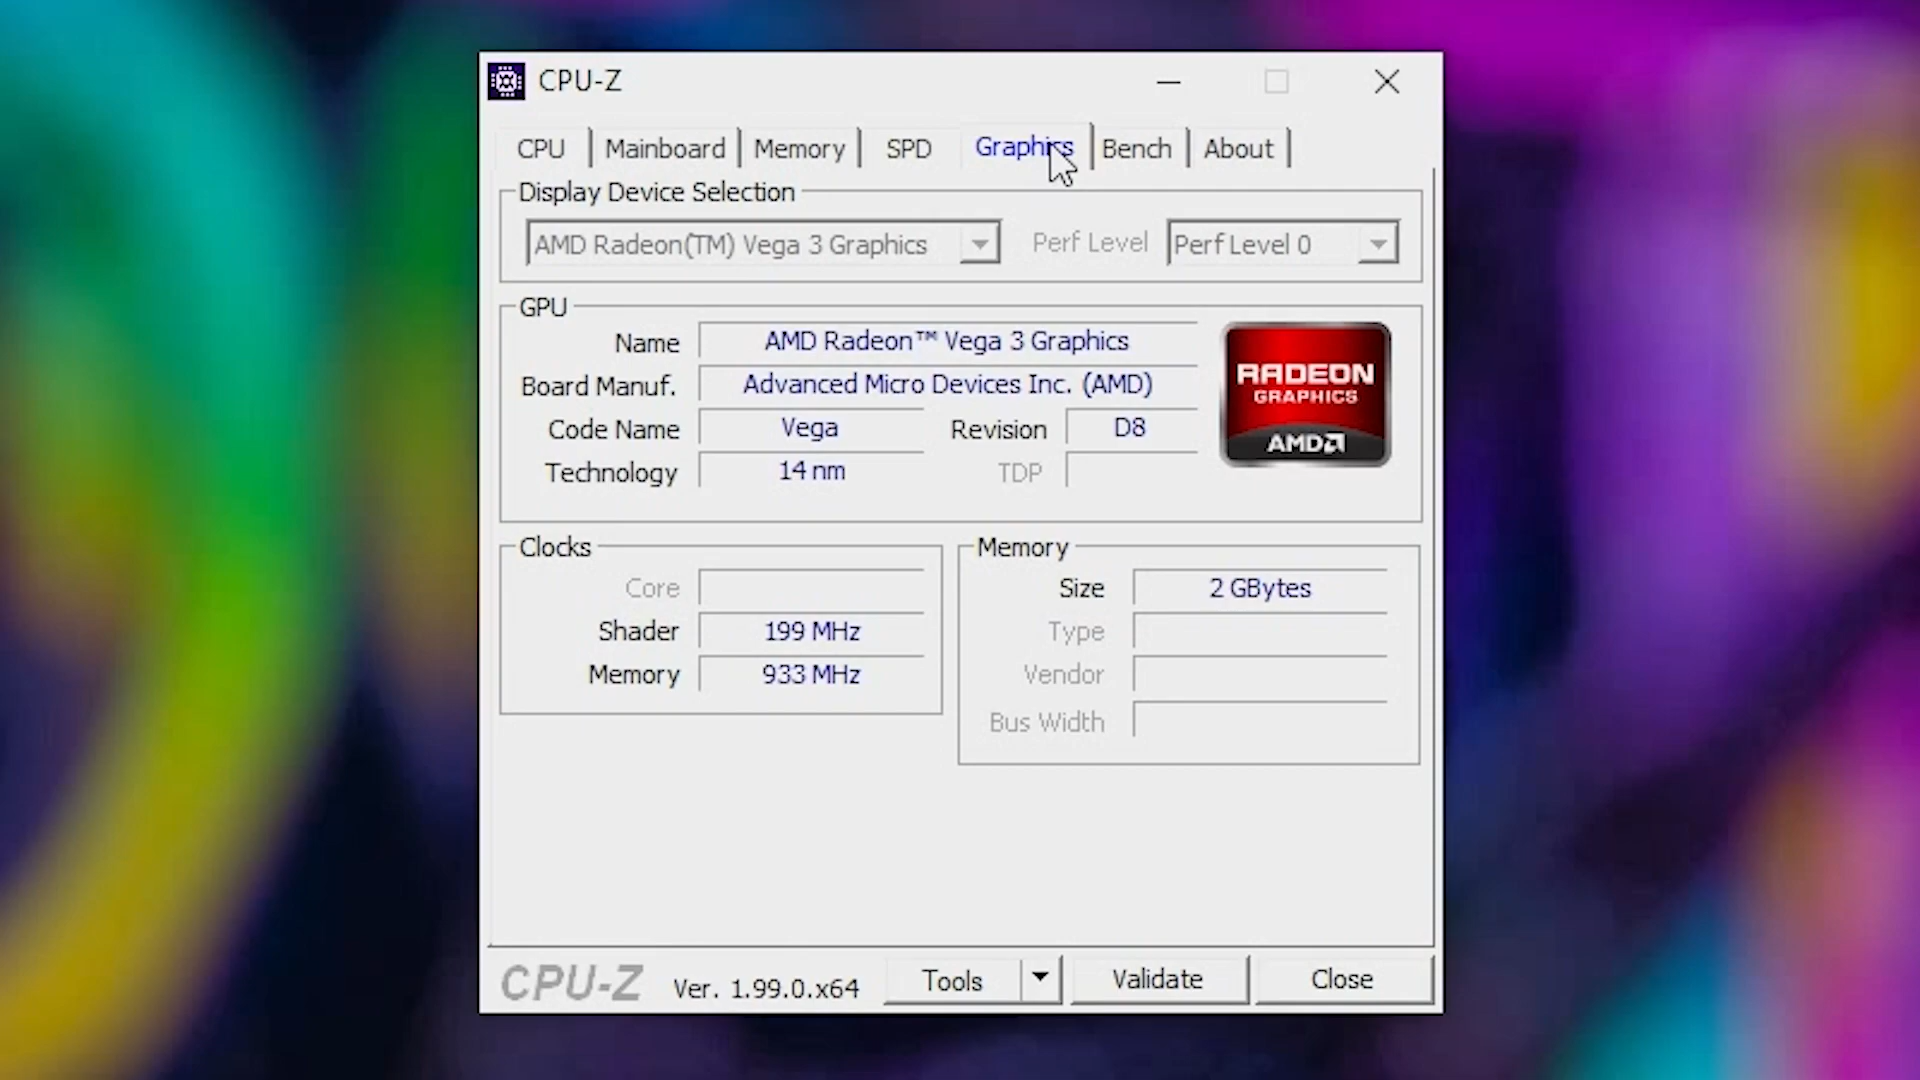 CPU-Z
CPU Mainboard Memory SPD Graphics Bench About
Display Device Selection
AMD Radeon(TM) Vega 3 Graphics Perf Level Perf Level 0
GPU
Name AMD Radeon™ Vega 3 Graphics
Board Manuf. Advanced Micro Devices Inc. (AMD)
Code Name Vega Revision D8
Technology 14 nm TDP
RADEON
GRAPHICS
AMD
Clocks
Core
Shader 199 MHz
Memory 933 MHz
Memory
Size 2 GBytes
Type
Vendor
Bus Width
CPU-Z Ver. 1.99.0.x64 Tools Validate Close